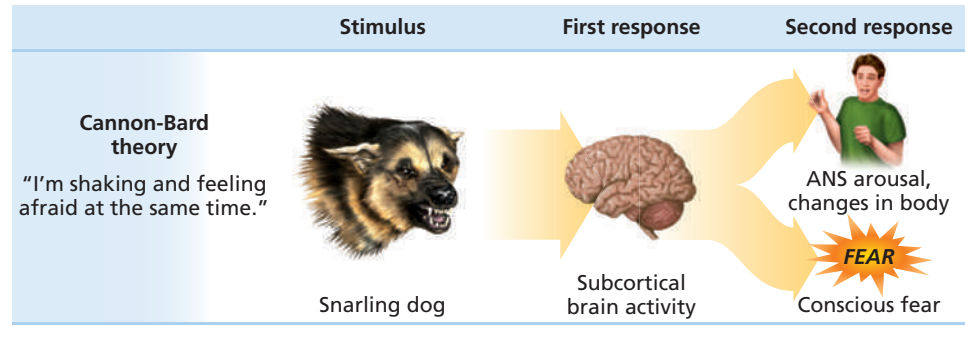 Stimulus
First response
Second response
Cannon-Bard
theory
“I’m shaking and feeling
afraid at the same time.”
Snarling dog
Subcortical
brain activity
ANS arousal,
changes in body
FEAR
Conscious fear